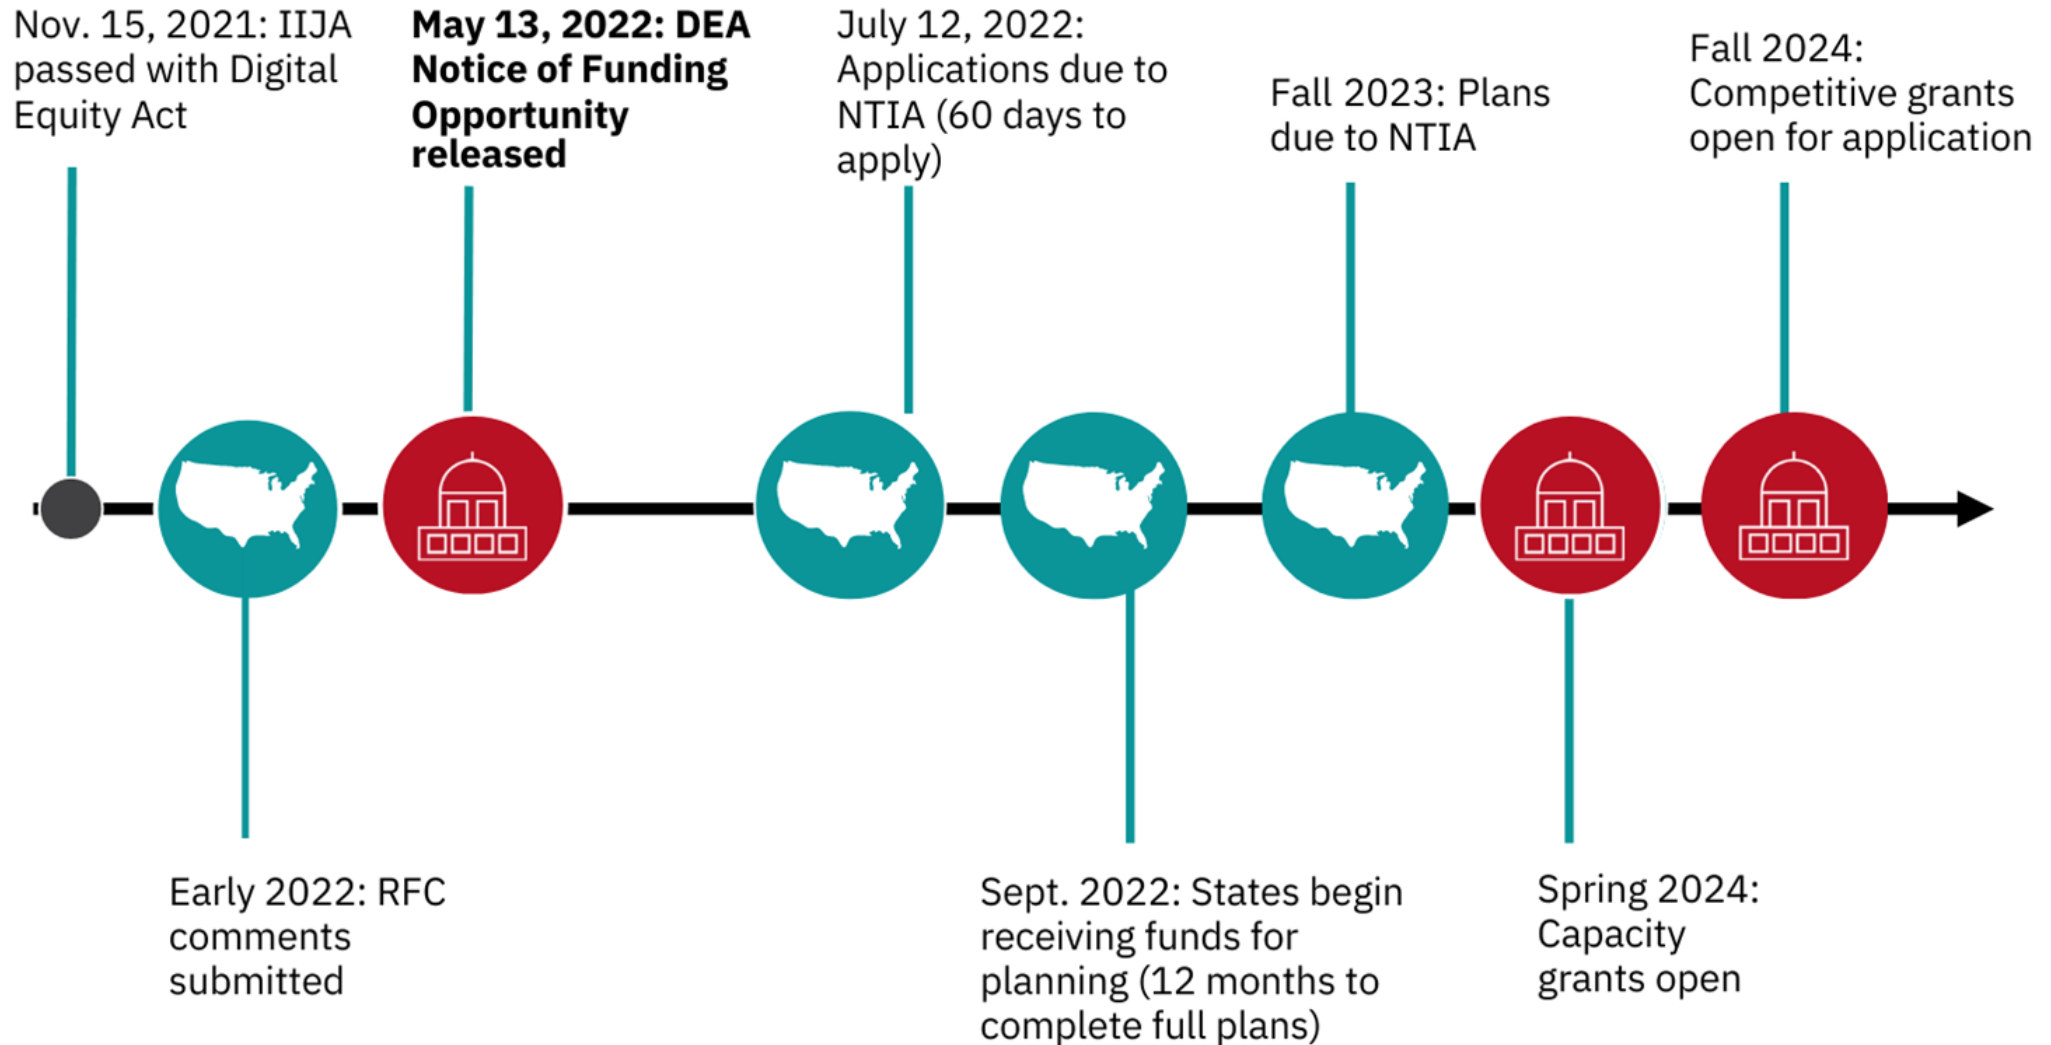 Nov. 15, 2021: IIJA
passed with Digital
Equity Act
May 13, 2022: DEA
Notice of Funding
Opportunity
released
July 12, 2022:
Applications due to
NTIA (60 days to
apply)
Fall 2023: Plans
due to NTIA
Fall 2024:
Competitive grants
open for application
Early 2022: RFC
comments
submitted
Sept. 2022: States begin
receiving funds for
planning (12 months to
complete full plans)
Spring 2024:
Capacity
grants open